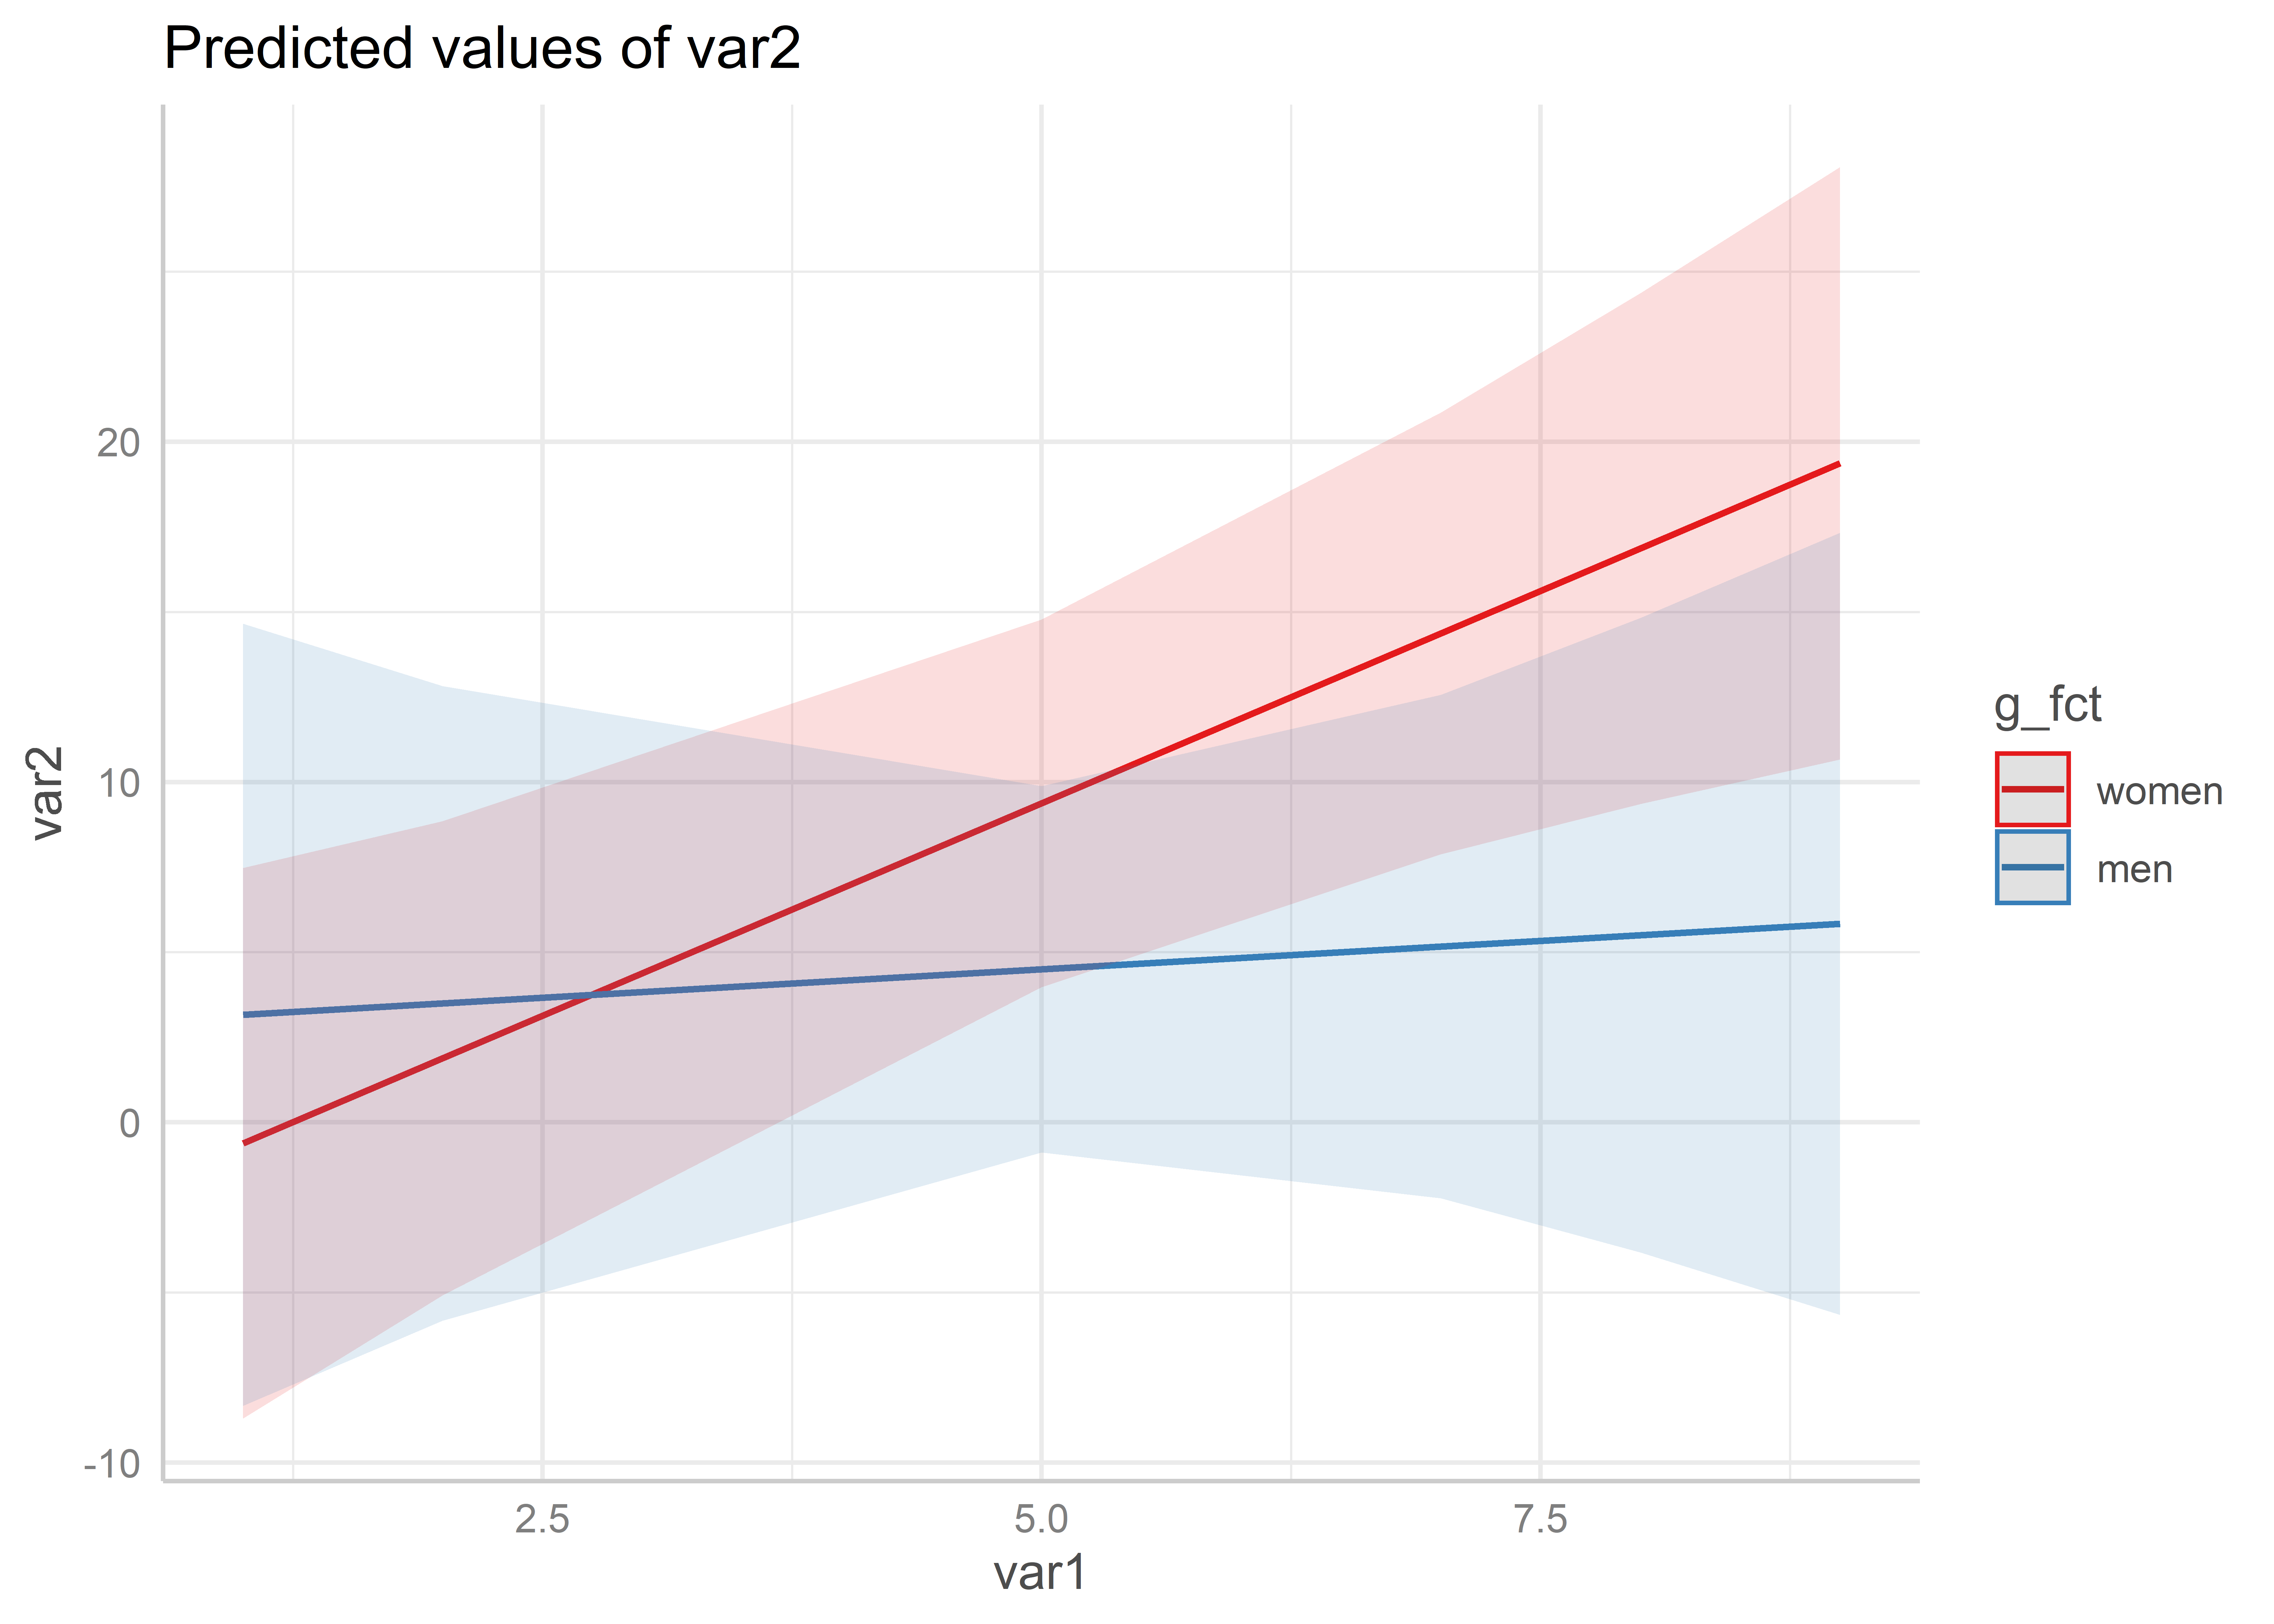 Predicted values of var2
20
10
0
-10
var2
2.5 5.0 7.5
var1
g_fct
women
men